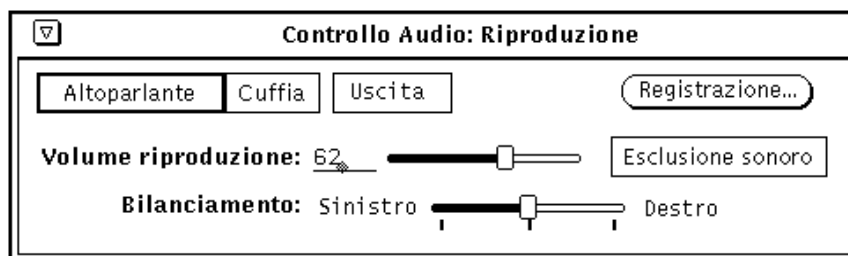 Controllo Audio: Riproduzione
Altoparlante Cuffia Uscita Registrazione...
Volume riproduzione: 62 Esclusione sonoro
Bilanciamento: Sinistro Destro